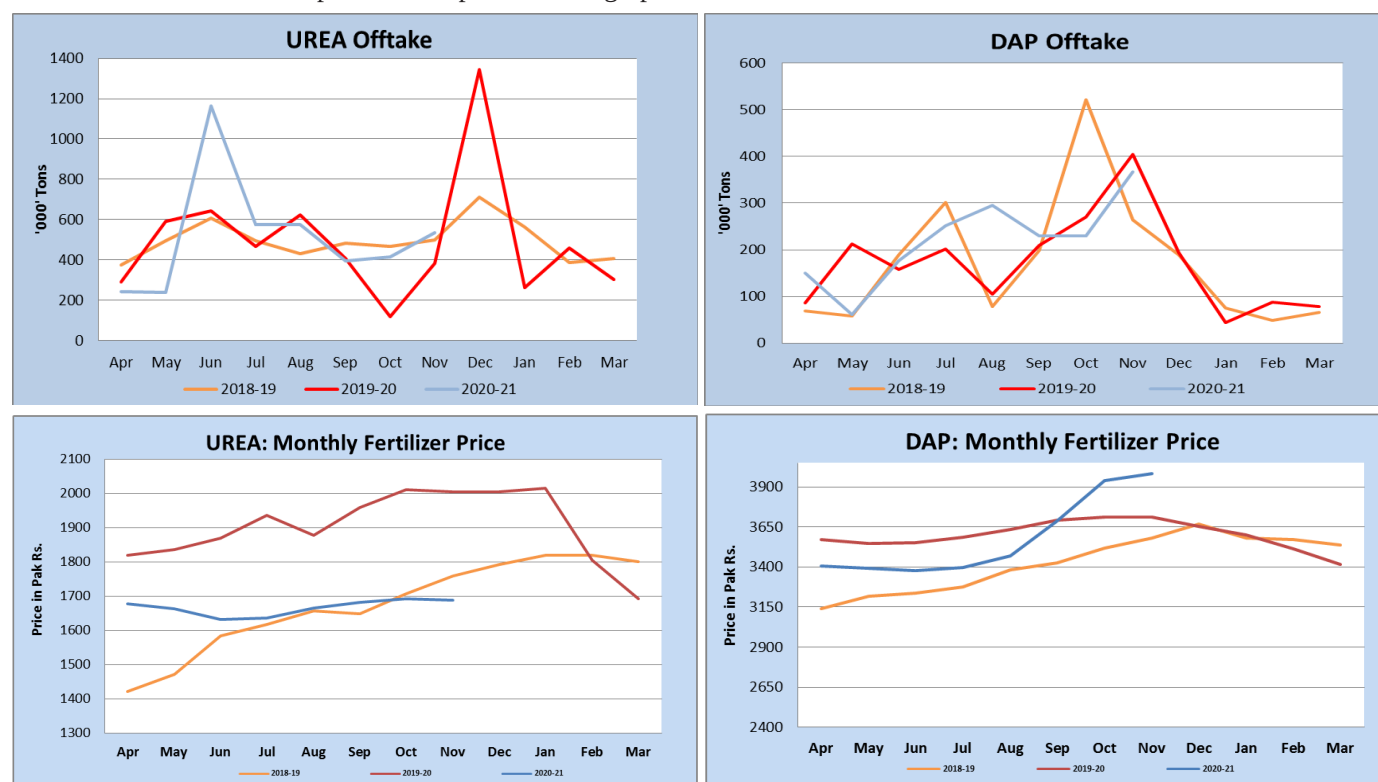 UREA Offtake
1400
1200
1000
800
600
400
200
0
'000' Tons
Apr May Jun Jul Aug Sep Oct Nov Dec Jan Feb Mar
2018-19 2019-20 2020-21
DAP Offtake
600
500
400
300
200
100
0
'000' Tons
Apr May Jun Jul Aug Sep Oct Nov Dec Jan Feb Mar
2018-19 2019-20 2020-21
UREA: Monthly Fertilizer Price
2100
2000
1900
1800
1700
1600
1500
1400
1300
Price in Pak Rs.
Apr May Jun Jul Aug Sep Oct Nov Dec Jan Feb Mar
2018-19 2019-20 2020-21
DAP: Monthly Fertilizer Price
3900
3650
3400
3150
2900
2650
2400
Price in Pak Rs.
Apr May Jun Jul Aug Sep Oct Nov Dec Jan Feb Mar
2018-19 2019-20 2020-21